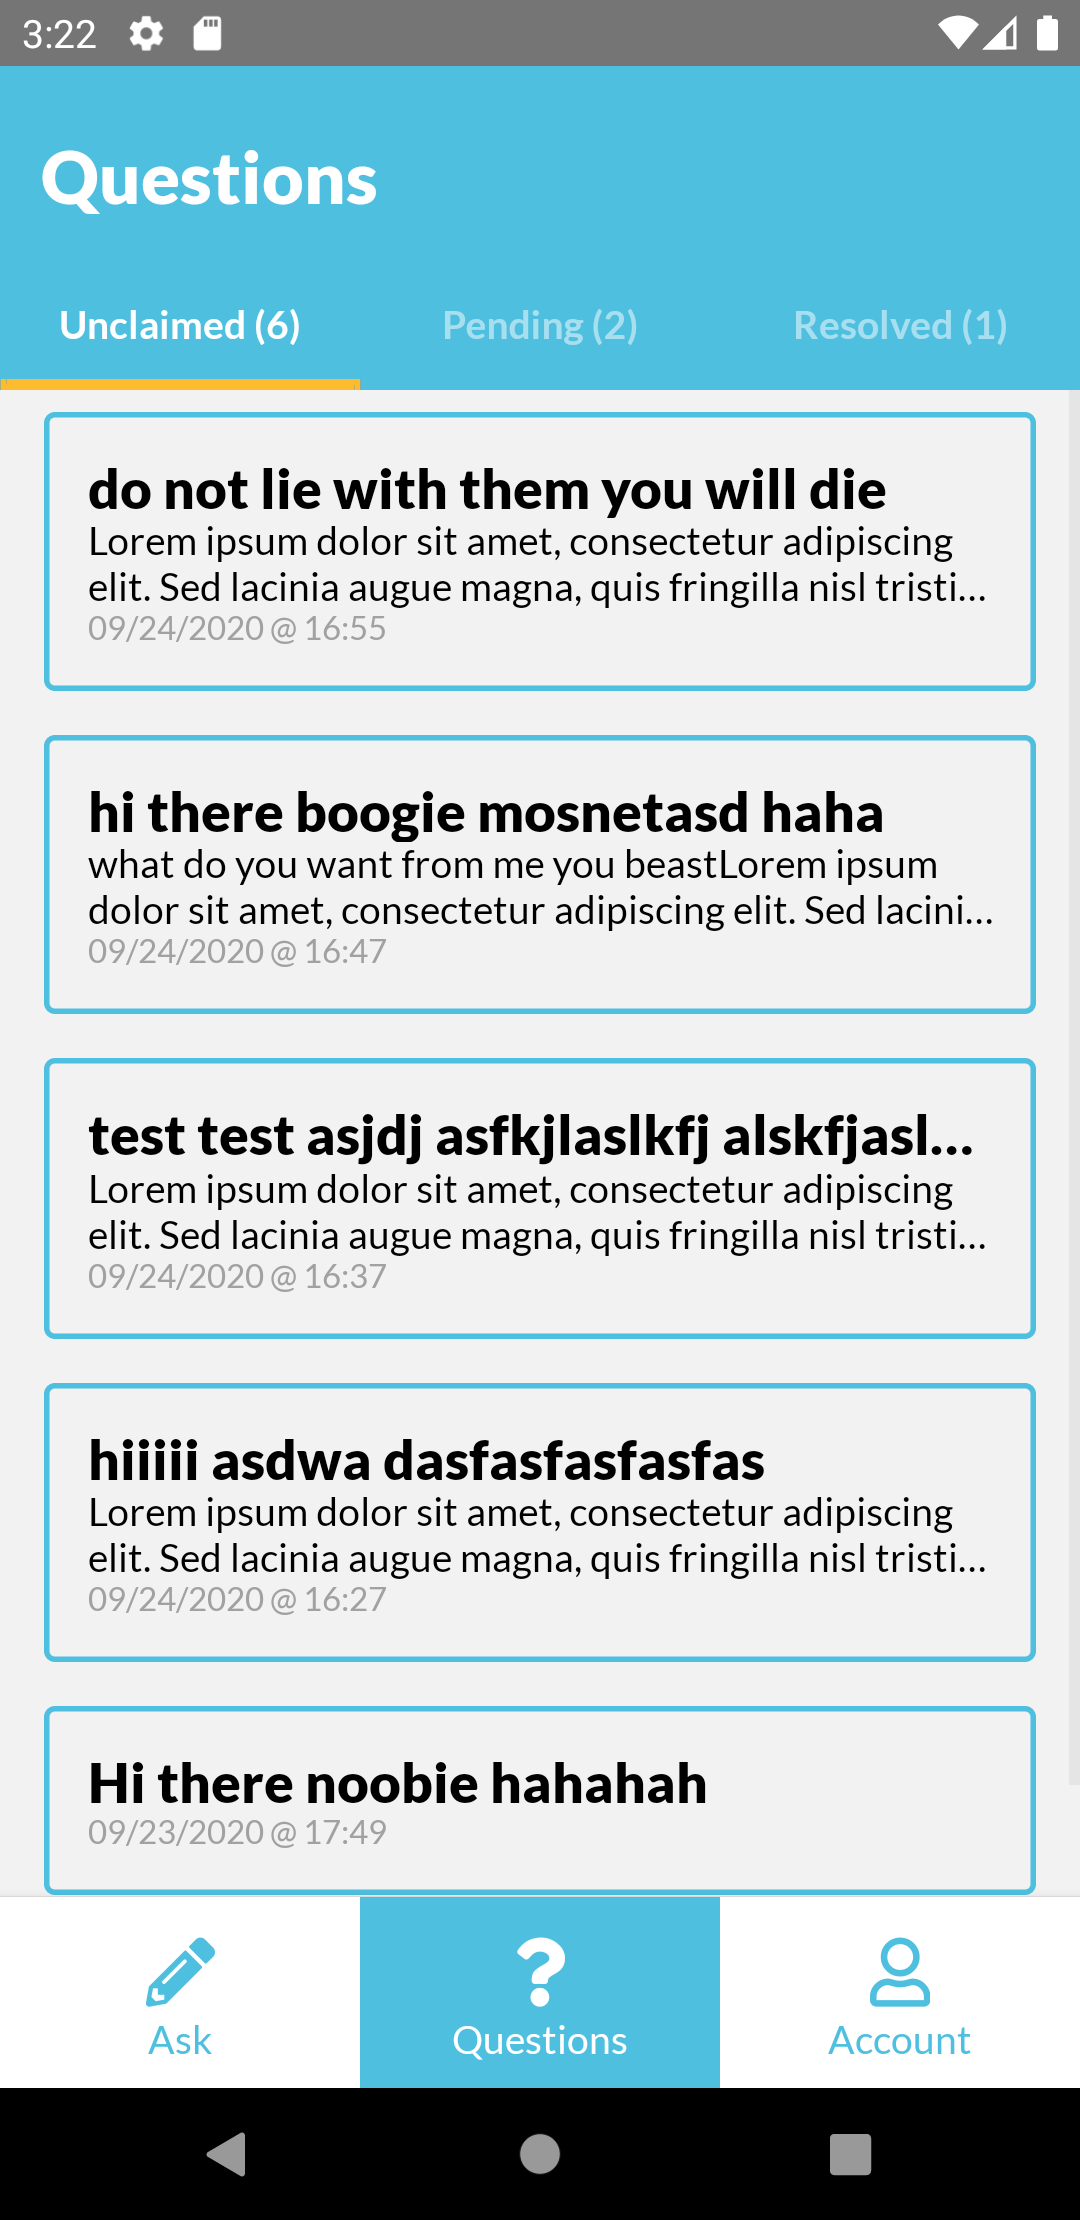 3:22
Questions
Unclaimed (6) Pending (2) Resolved (1)
do not lie with them you will die
Lorem ipsum dolor sit amet, consectetur adipiscing
elit. Sed lacinia augue magna, quis fringilla nisl tristi...
09/24/2020 @ 16:55
hi there boogie mosnetasd haha
what do you want from me you beastLorem ipsum
dolor sit amet, consectetur adipiscing elit. Sed lacini...
09/24/2020 @ 16:47
test test asjdj asfkjlaslkfj alskfjasl...
Lorem ipsum dolor sit amet, consectetur adipiscing
elit. Sed lacinia augue magna, quis fringilla nisl tristi...
09/24/2020 @ 16:37
hiiiii asdwa dasfasfasfasfas
Lorem ipsum dolor sit amet, consectetur adipiscing
elit. Sed lacinia augue magna, quis fringilla nisl tristi...
09/24/2020 @ 16:27
Hi there noobie hahahah
09/23/2020 @ 17:49
Ask Questions Account